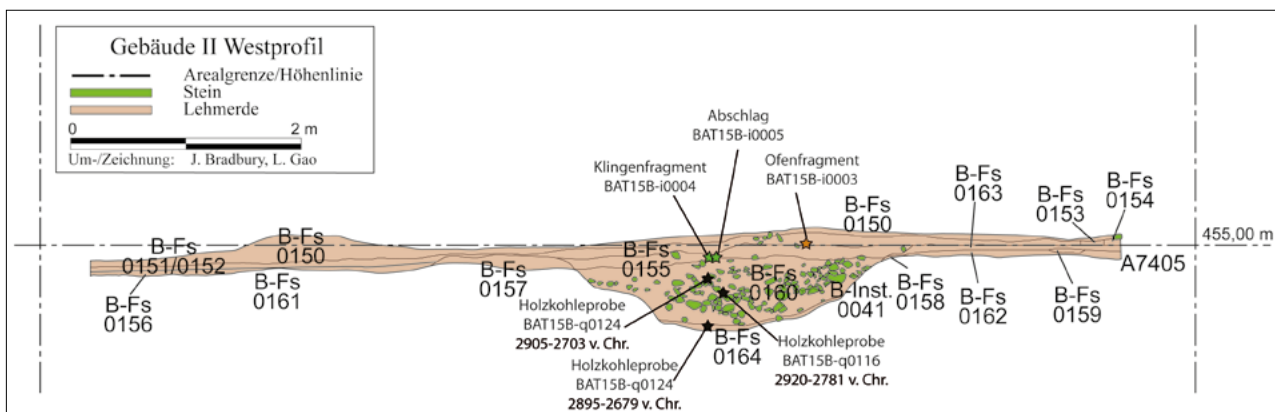 Gebäude II Westprofil
Arealgrenze/Höhenlinie
Stein
Lehmerde
0 2 m
Um-/Zeichnung: J. Bradbury, L. Gao
Abschlag
BAT15B-i0005
Klingenfragment
BAT15B-i0004
Ofenfragment
BAT15B-i0003
B-Fs
0150
B-Fs
0163
B-Fs
0153
B-Fs
0154
455,00 m
A7405
B-Fs
0151/0152
B-Fs
0150
B-Fs
0155
B-Fs
0160
B-Inst.
0041
B-Fs
0158
B-Fs
0162
B-Fs
0159
B-Fs
0156
B-Fs
0161
B-Fs
0157
Holzkohleprobe
BAT15B-q0124
2905-2703 v. Chr.
B-Fs
0164
Holzkohleprobe
BAT15B-q0116
2920-2781 v. Chr.
Holzkohleprobe
BAT15B-q0124
2895-2679 v. Chr.